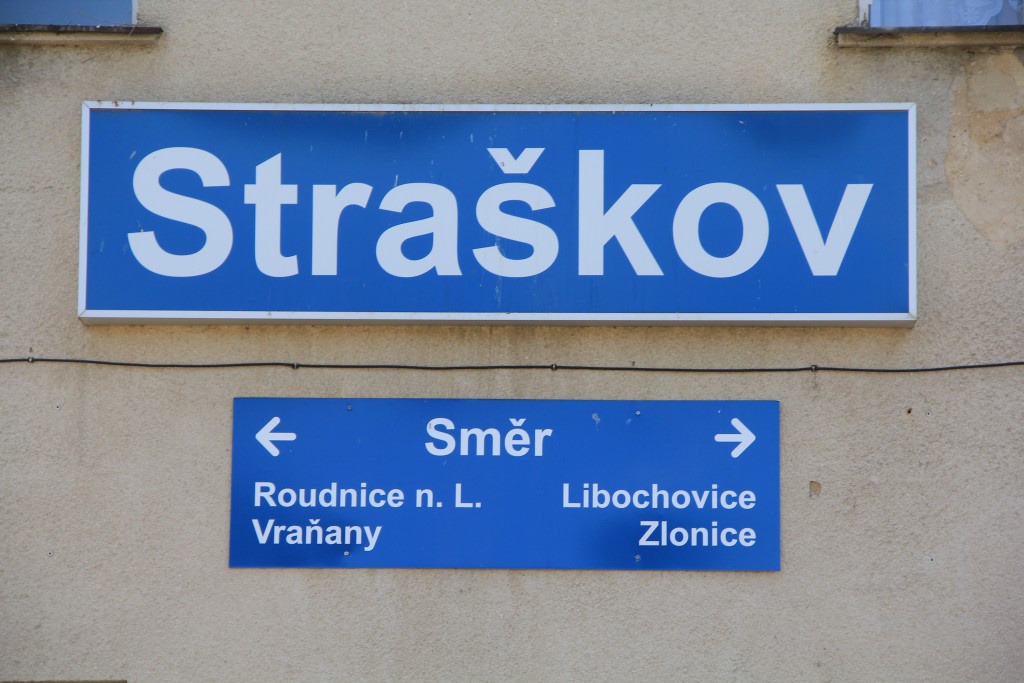 Straškov
← Směr →
Roudnice n. L. Libochovice
Vraňany Zlonice